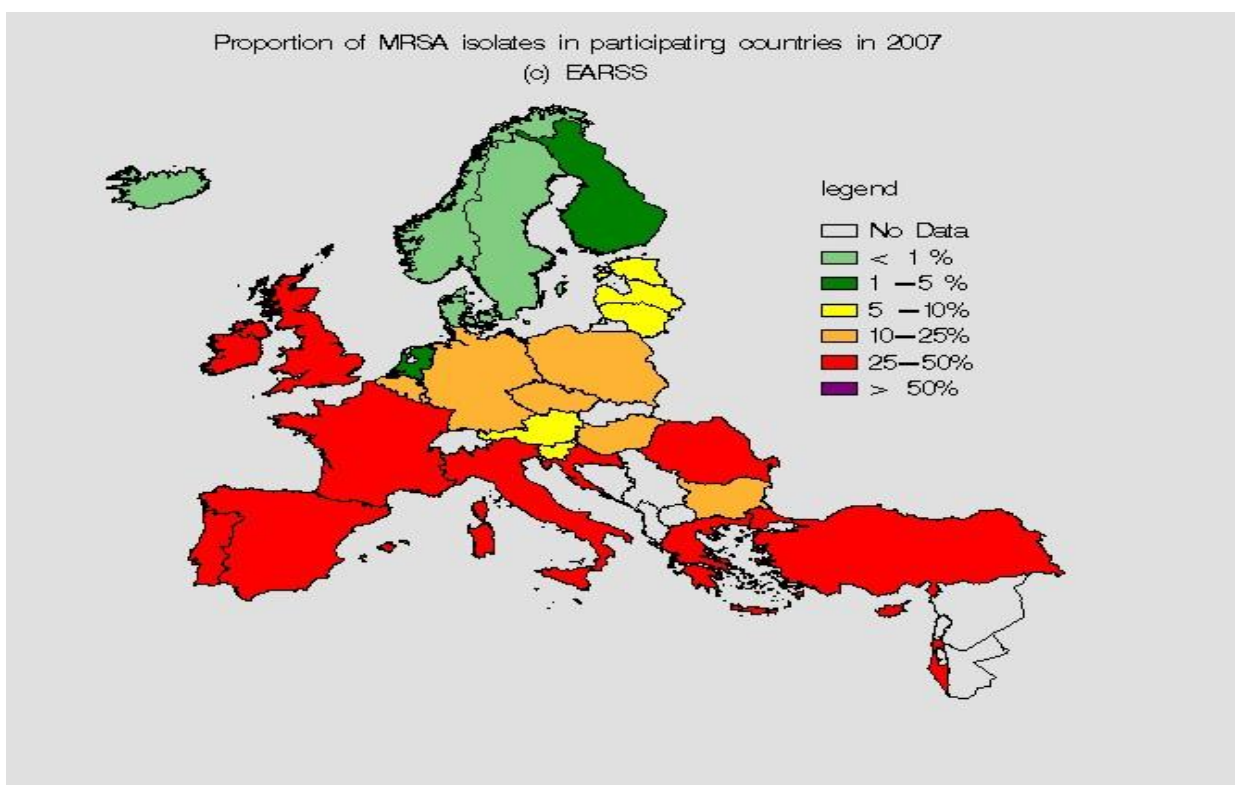 Proportion of MRSA isolates in participating countries in 2007
(c) EARSS
legend
No Data
< 1 %
1 –5 %
5 –10%
10–25%
25–50%
> 50%